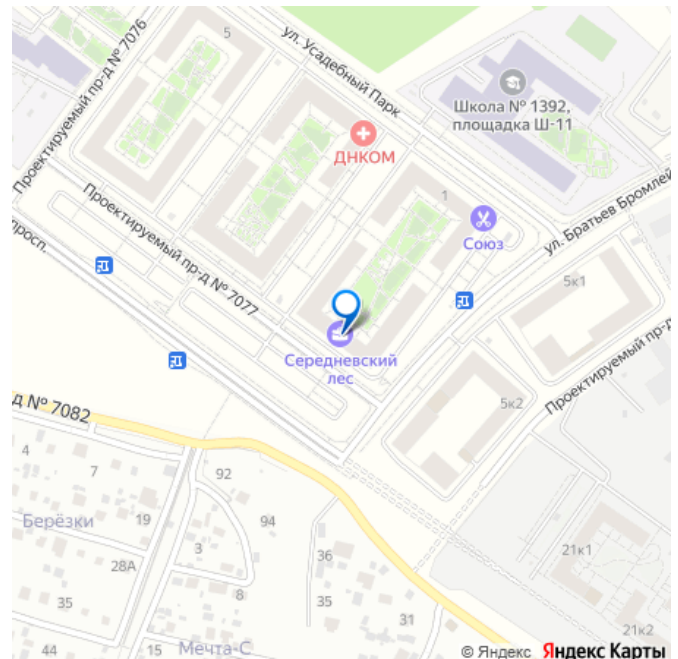 5
ул. Усадебный Парк
Проектируемый пр-д № 7076
Школа № 1392,
площадка Ш-11
ДНКОМ
Проектируемый пр-д № 7077
1
Союз
ул. Братьев Бромлей
просп.
5к1
Середневский
лес
Проектируемый пр-д
д № 7082
5к2
4
7
92
Берёзки
19
94
3
36
21к1
28А
8
35
35
31
21к2
44
15
Мечта-С
© Яндекс Яндекс Карты